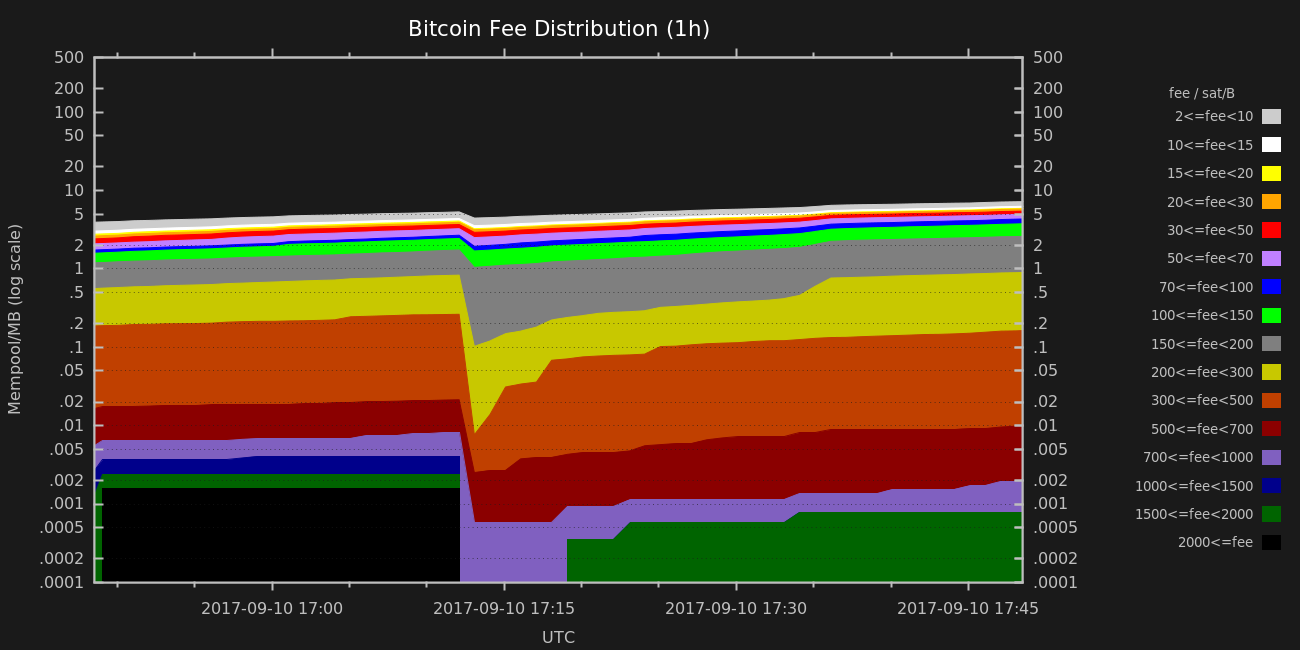 Bitcoin Fee Distribution (1h)
500
200
100
50
20
10
5
2
1
.5
.2
.1
.05
.02
.01
.005
.002
.001
.0005
.0002
.0001
Mempool/MB (log scale)
500
200
100
50
20
10
5
2
1
.5
.2
.1
.05
.02
.01
.005
.002
.001
.0005
.0002
.0001
2017-09-10 17:00
2017-09-10 17:15
2017-09-10 17:30
2017-09-10 17:45
UTC
fee / sat/B
2<=fee<10
10<=fee<15
15<=fee<20
20<=fee<30
30<=fee<50
50<=fee<70
70<=fee<100
100<=fee<150
150<=fee<200
200<=fee<300
300<=fee<500
500<=fee<700
700<=fee<1000
1000<=fee<1500
1500<=fee<2000
2000<=fee